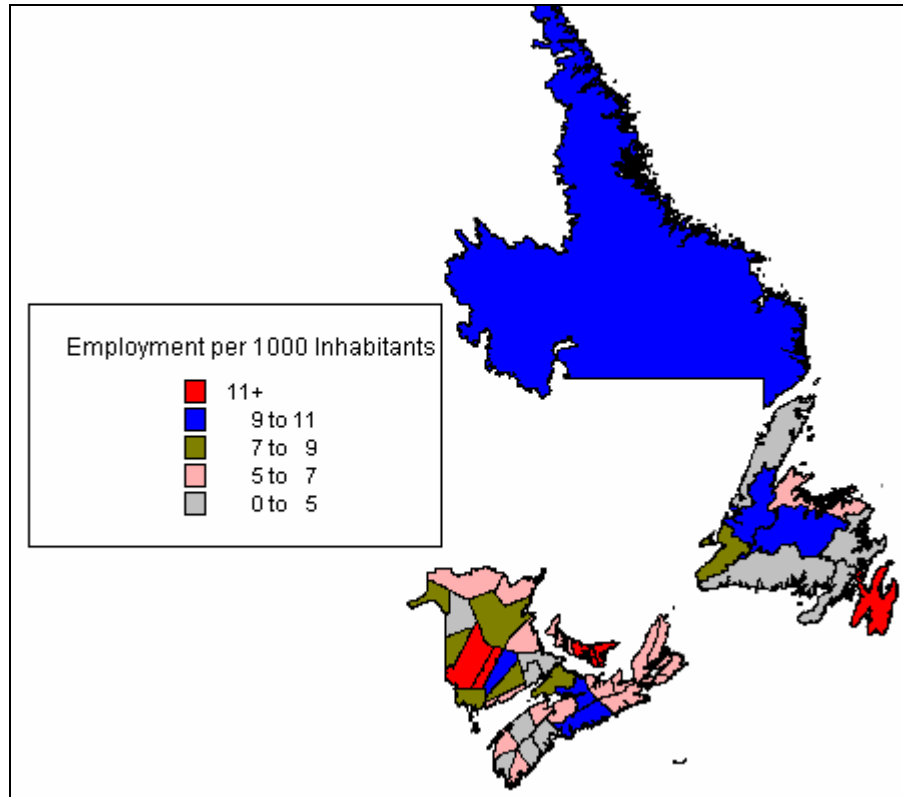 Employment per 1000 Inhabitants
11+
9 to 11
7 to 9
5 to 7
0 to 5